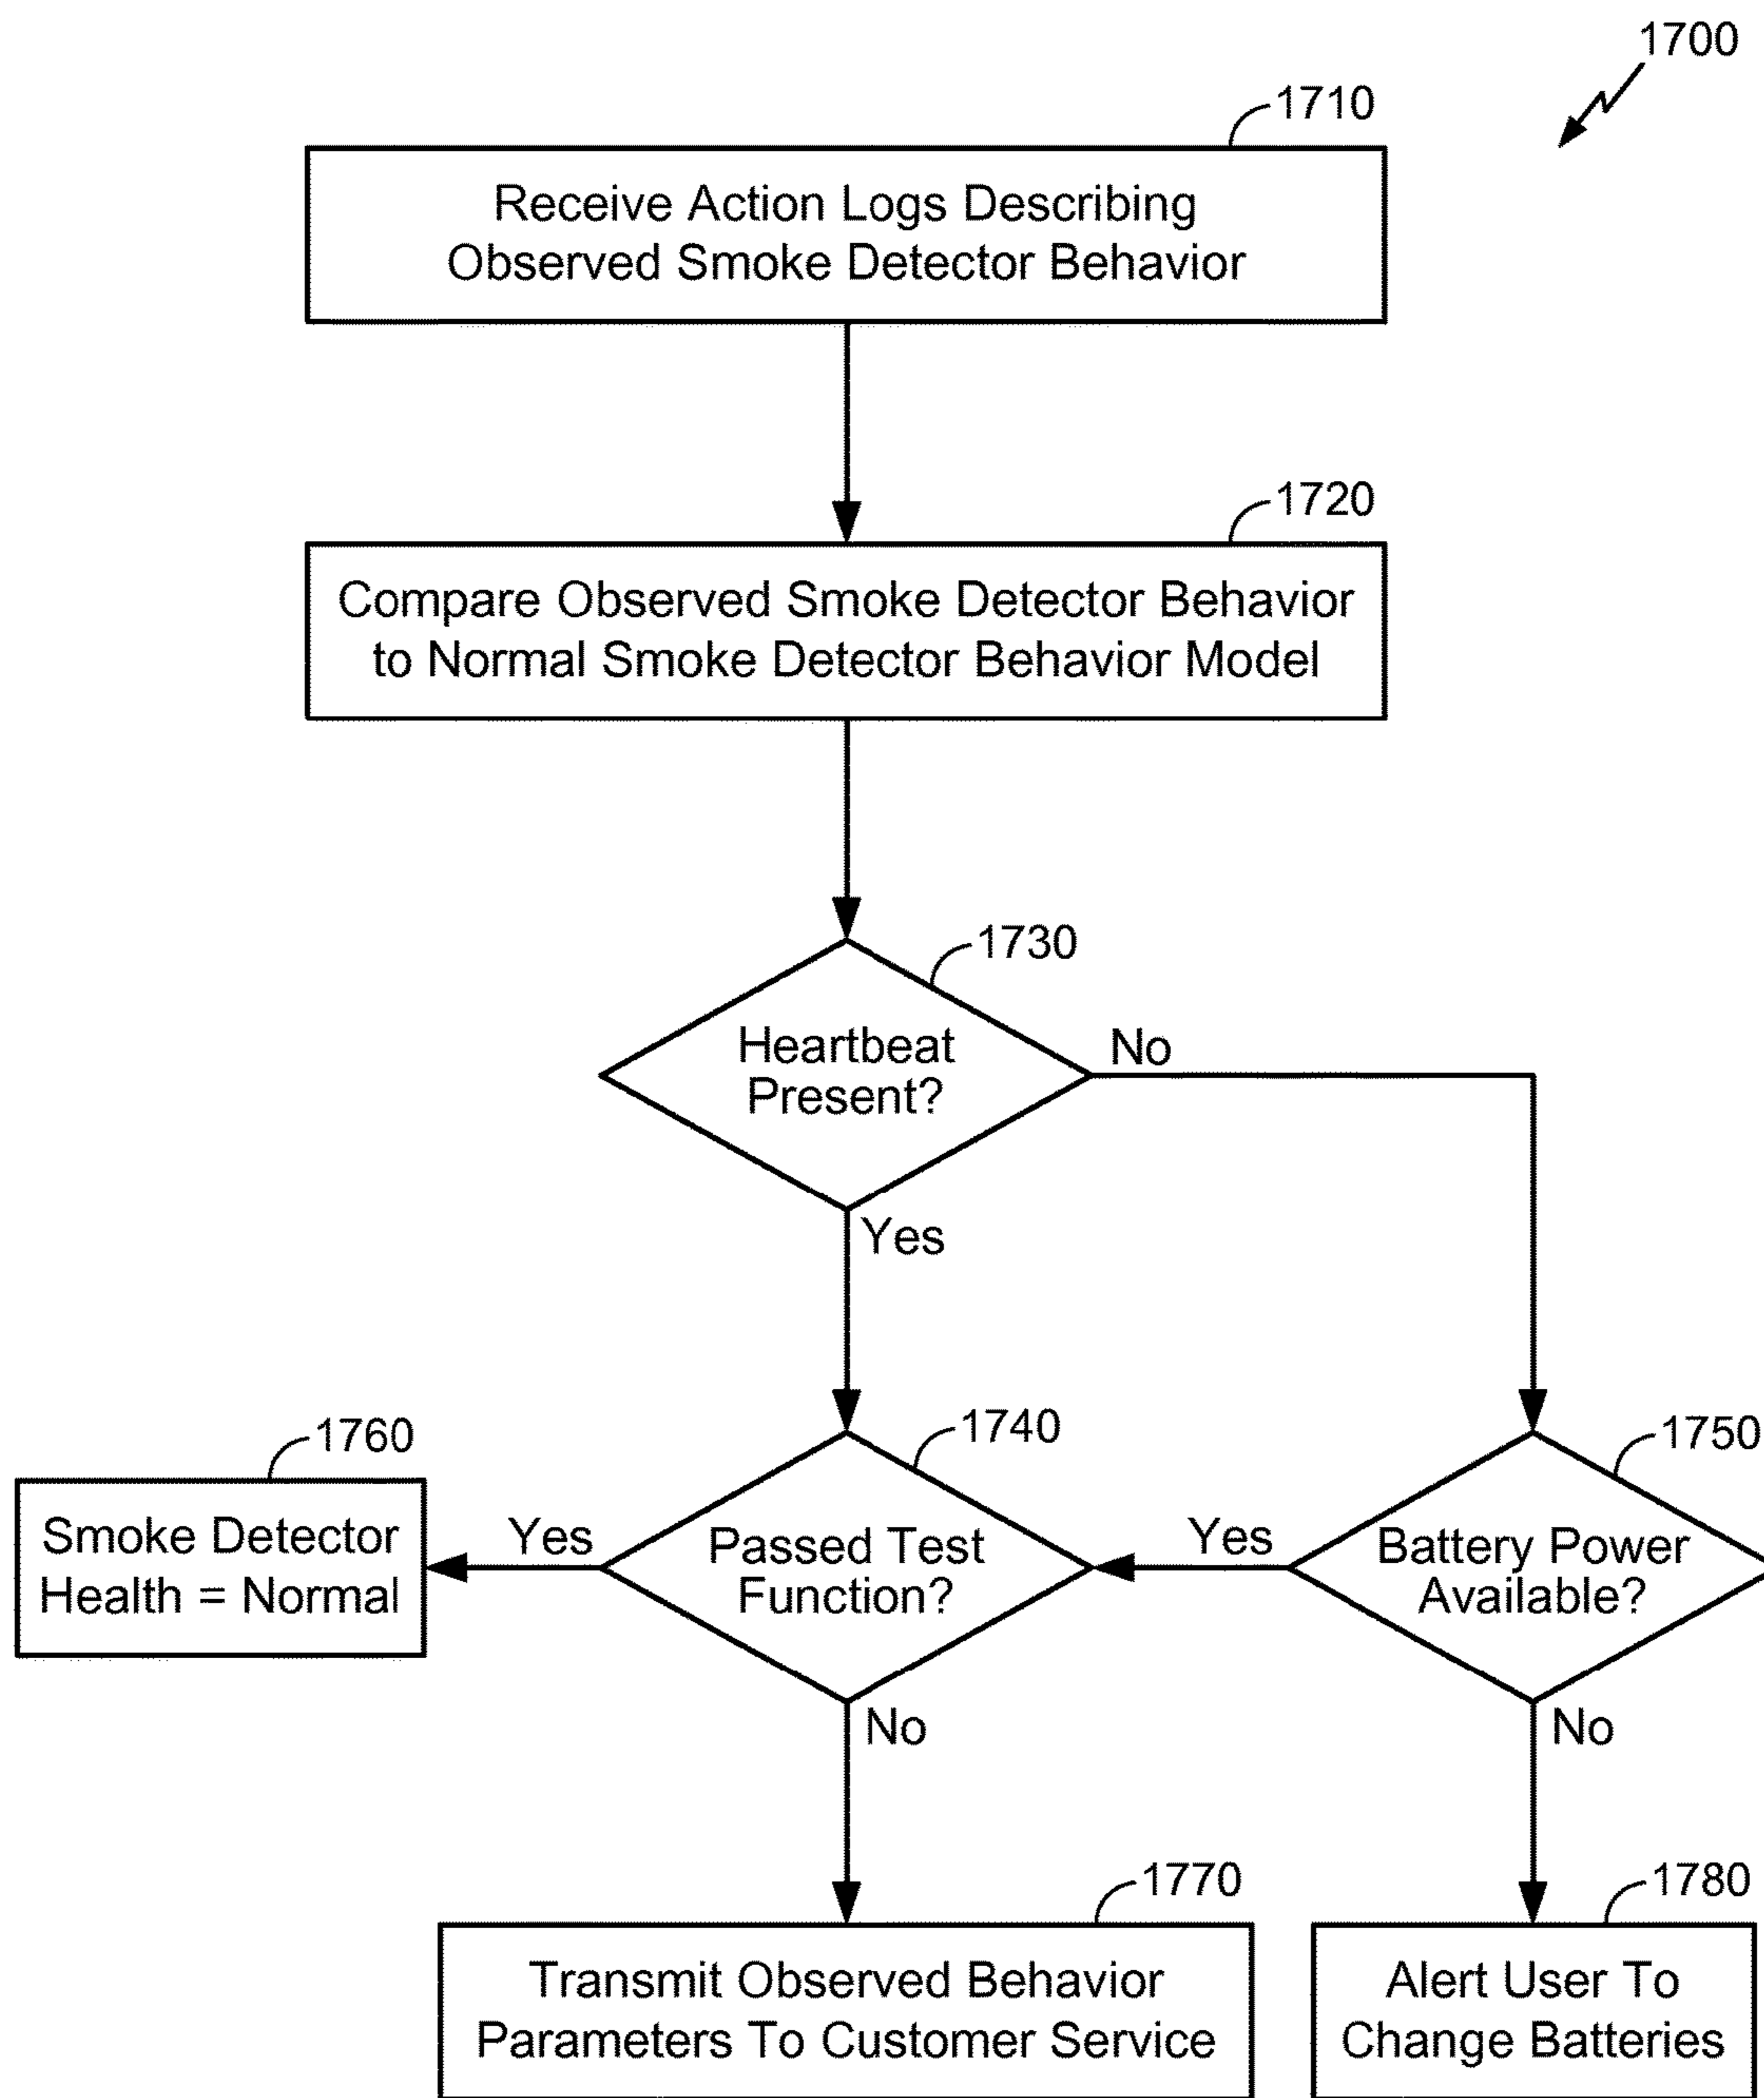 1700
1710
Receive Action Logs Describing
Observed Smoke Detector Behavior
1720
Compare Observed Smoke Detector Behavior
to Normal Smoke Detector Behavior Model
1730
Heartbeat
Present?
No
Yes
1760
Smoke Detector
Health = Normal
Yes
1740
Passed Test
Function?
Yes
1750
Battery Power
Available?
No
No
1770
Transmit Observed Behavior
Parameters To Customer Service
1780
Alert User To
Change Batteries